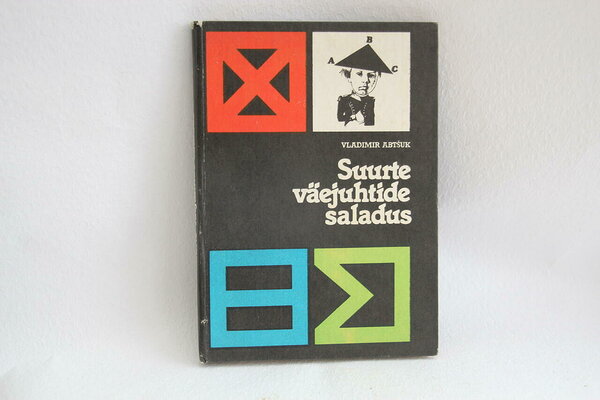 B
A
C
VLADIMIR ABTŠUK
Suurte
väejuhtide
saladus